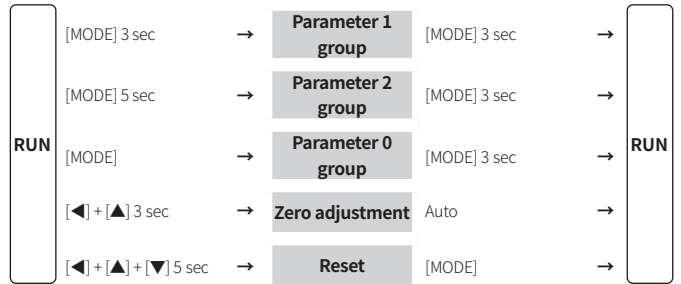 RUN
[MODE] 3 sec → Parameter 1 group [MODE] 3 sec →
[MODE] 5 sec → Parameter 2 group [MODE] 3 sec →
[MODE] → Parameter 0 group [MODE] 3 sec →
[◀] + [▲] 3 sec → Zero adjustment Auto →
[◀] + [▲] + [▼] 5 sec → Reset [MODE] →
RUN